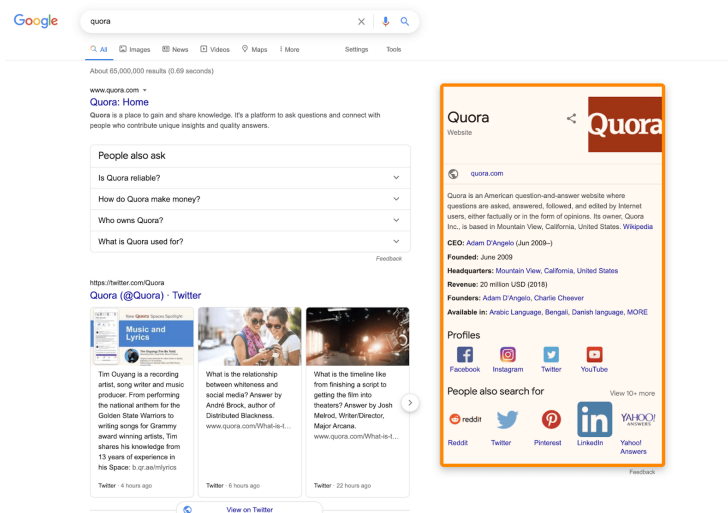 Google
quora
All Images News Videos Maps More Settings Tools
About 65,000,000 results (0.69 seconds)
www.quora.com
Quora: Home
Quora is a place to gain and share knowledge. It's a platform to ask questions and connect with
people who contribute unique insights and quality answers.
People also ask
Is Quora reliable?
How do Quora make money?
Who owns Quora?
What is Quora used for?
Feedback
https://twitter.com/Quora
Quora (@Quora) · Twitter
New Quora Spaces Spotlight
Music and
Lyrics
Tim Ouyang is a recording
artist, song writer and music
producer. From performing
the national anthem for the
Golden State Warriors to
writing songs for Grammy
award winning artists, Tim
shares his knowledge from
13 years of experience in
his Space: b.qr.ae/mlyrics
Twitter · 4 hours ago
What is the relationship
between whiteness and
social media? Answer by
André Brock, author of
Distributed Blackness.
www.quora.com/What-is-t...
Twitter · 6 hours ago
What is the timeline like
from finishing a script to
getting the film into
theaters? Answer by Josh
Melrod, Writer/Director,
Major Arcana.
www.quora.com/What-is-t...
Twitter · 22 hours ago
View on Twitter
Quora
Website
Quora
quora.com
Quora is an American question-and-answer website where
questions are asked, answered, followed, and edited by Internet
users, either factually or in the form of opinions. Its owner, Quora
Inc., is based in Mountain View, California, United States. Wikipedia
CEO: Adam D'Angelo (Jun 2009–)
Founded: June 2009
Headquarters: Mountain View, California, United States
Revenue: 20 million USD (2018)
Founders: Adam D'Angelo, Charlie Cheever
Available in: Arabic Language, Bengali, Danish language, MORE
Profiles
Facebook Instagram Twitter YouTube
People also search for View 10+ more
reddit in YAHOO!
ANSWERS
Reddit Twitter Pinterest LinkedIn Yahoo!
Answers
Feedback